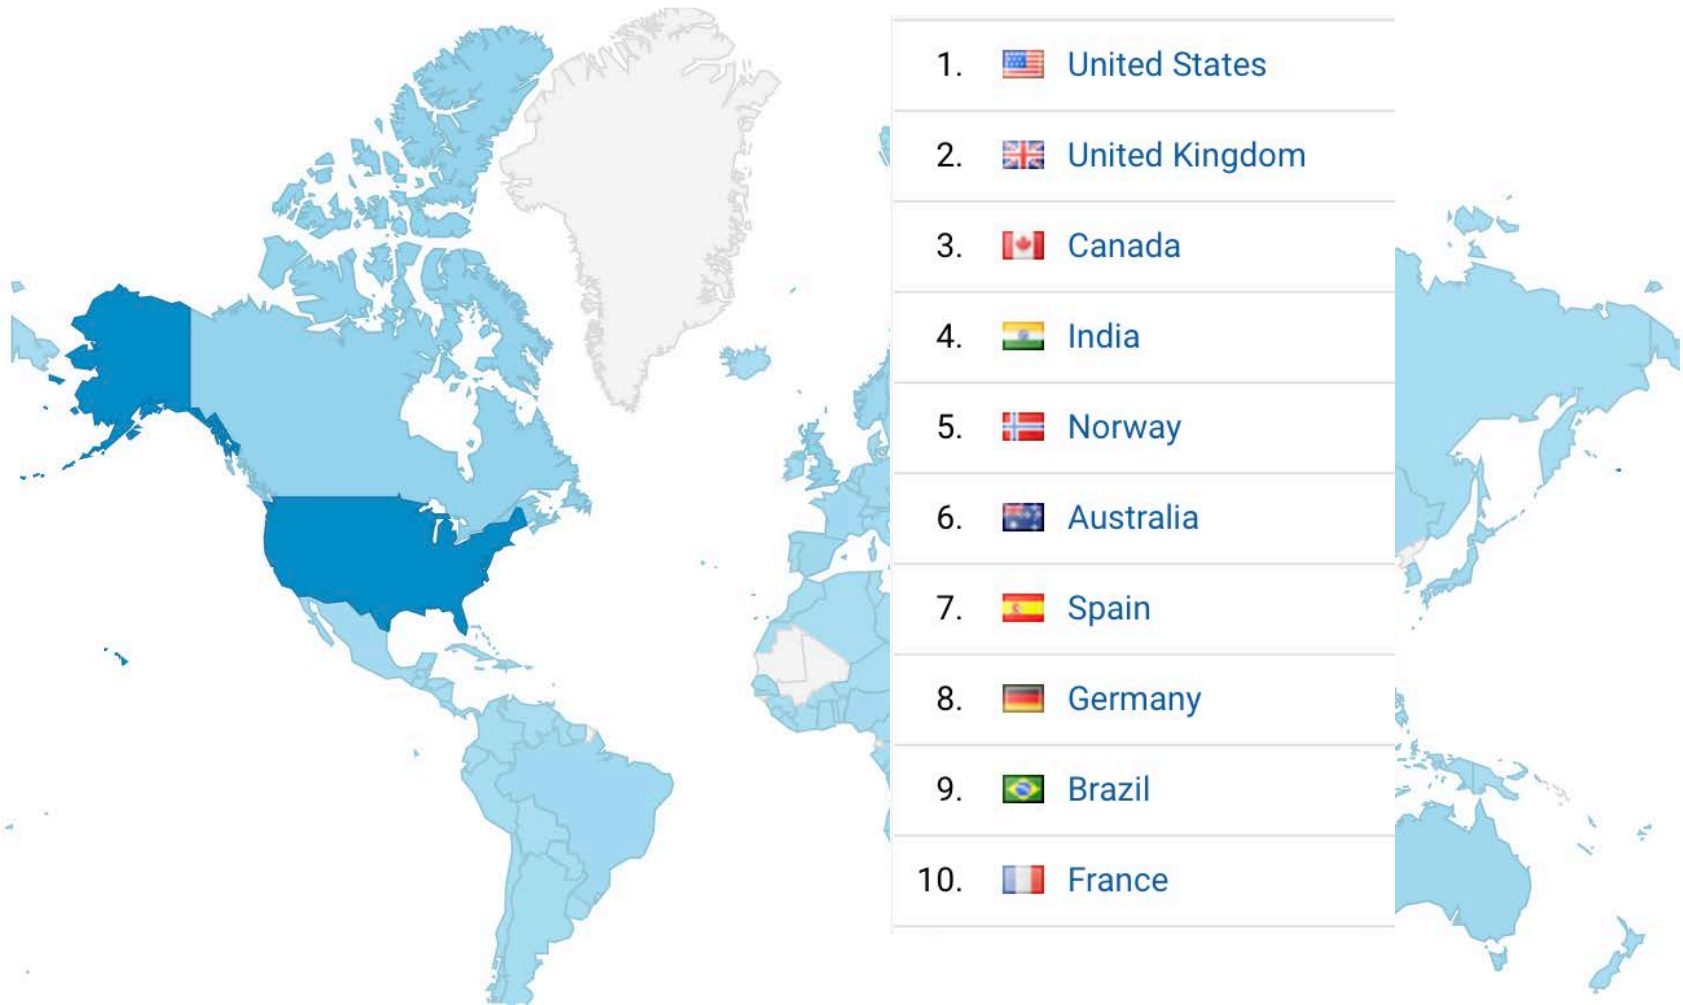 1. United States
2. United Kingdom
3. Canada
4. India
5. Norway
6. Australia
7. Spain
8. Germany
9. Brazil
10. France